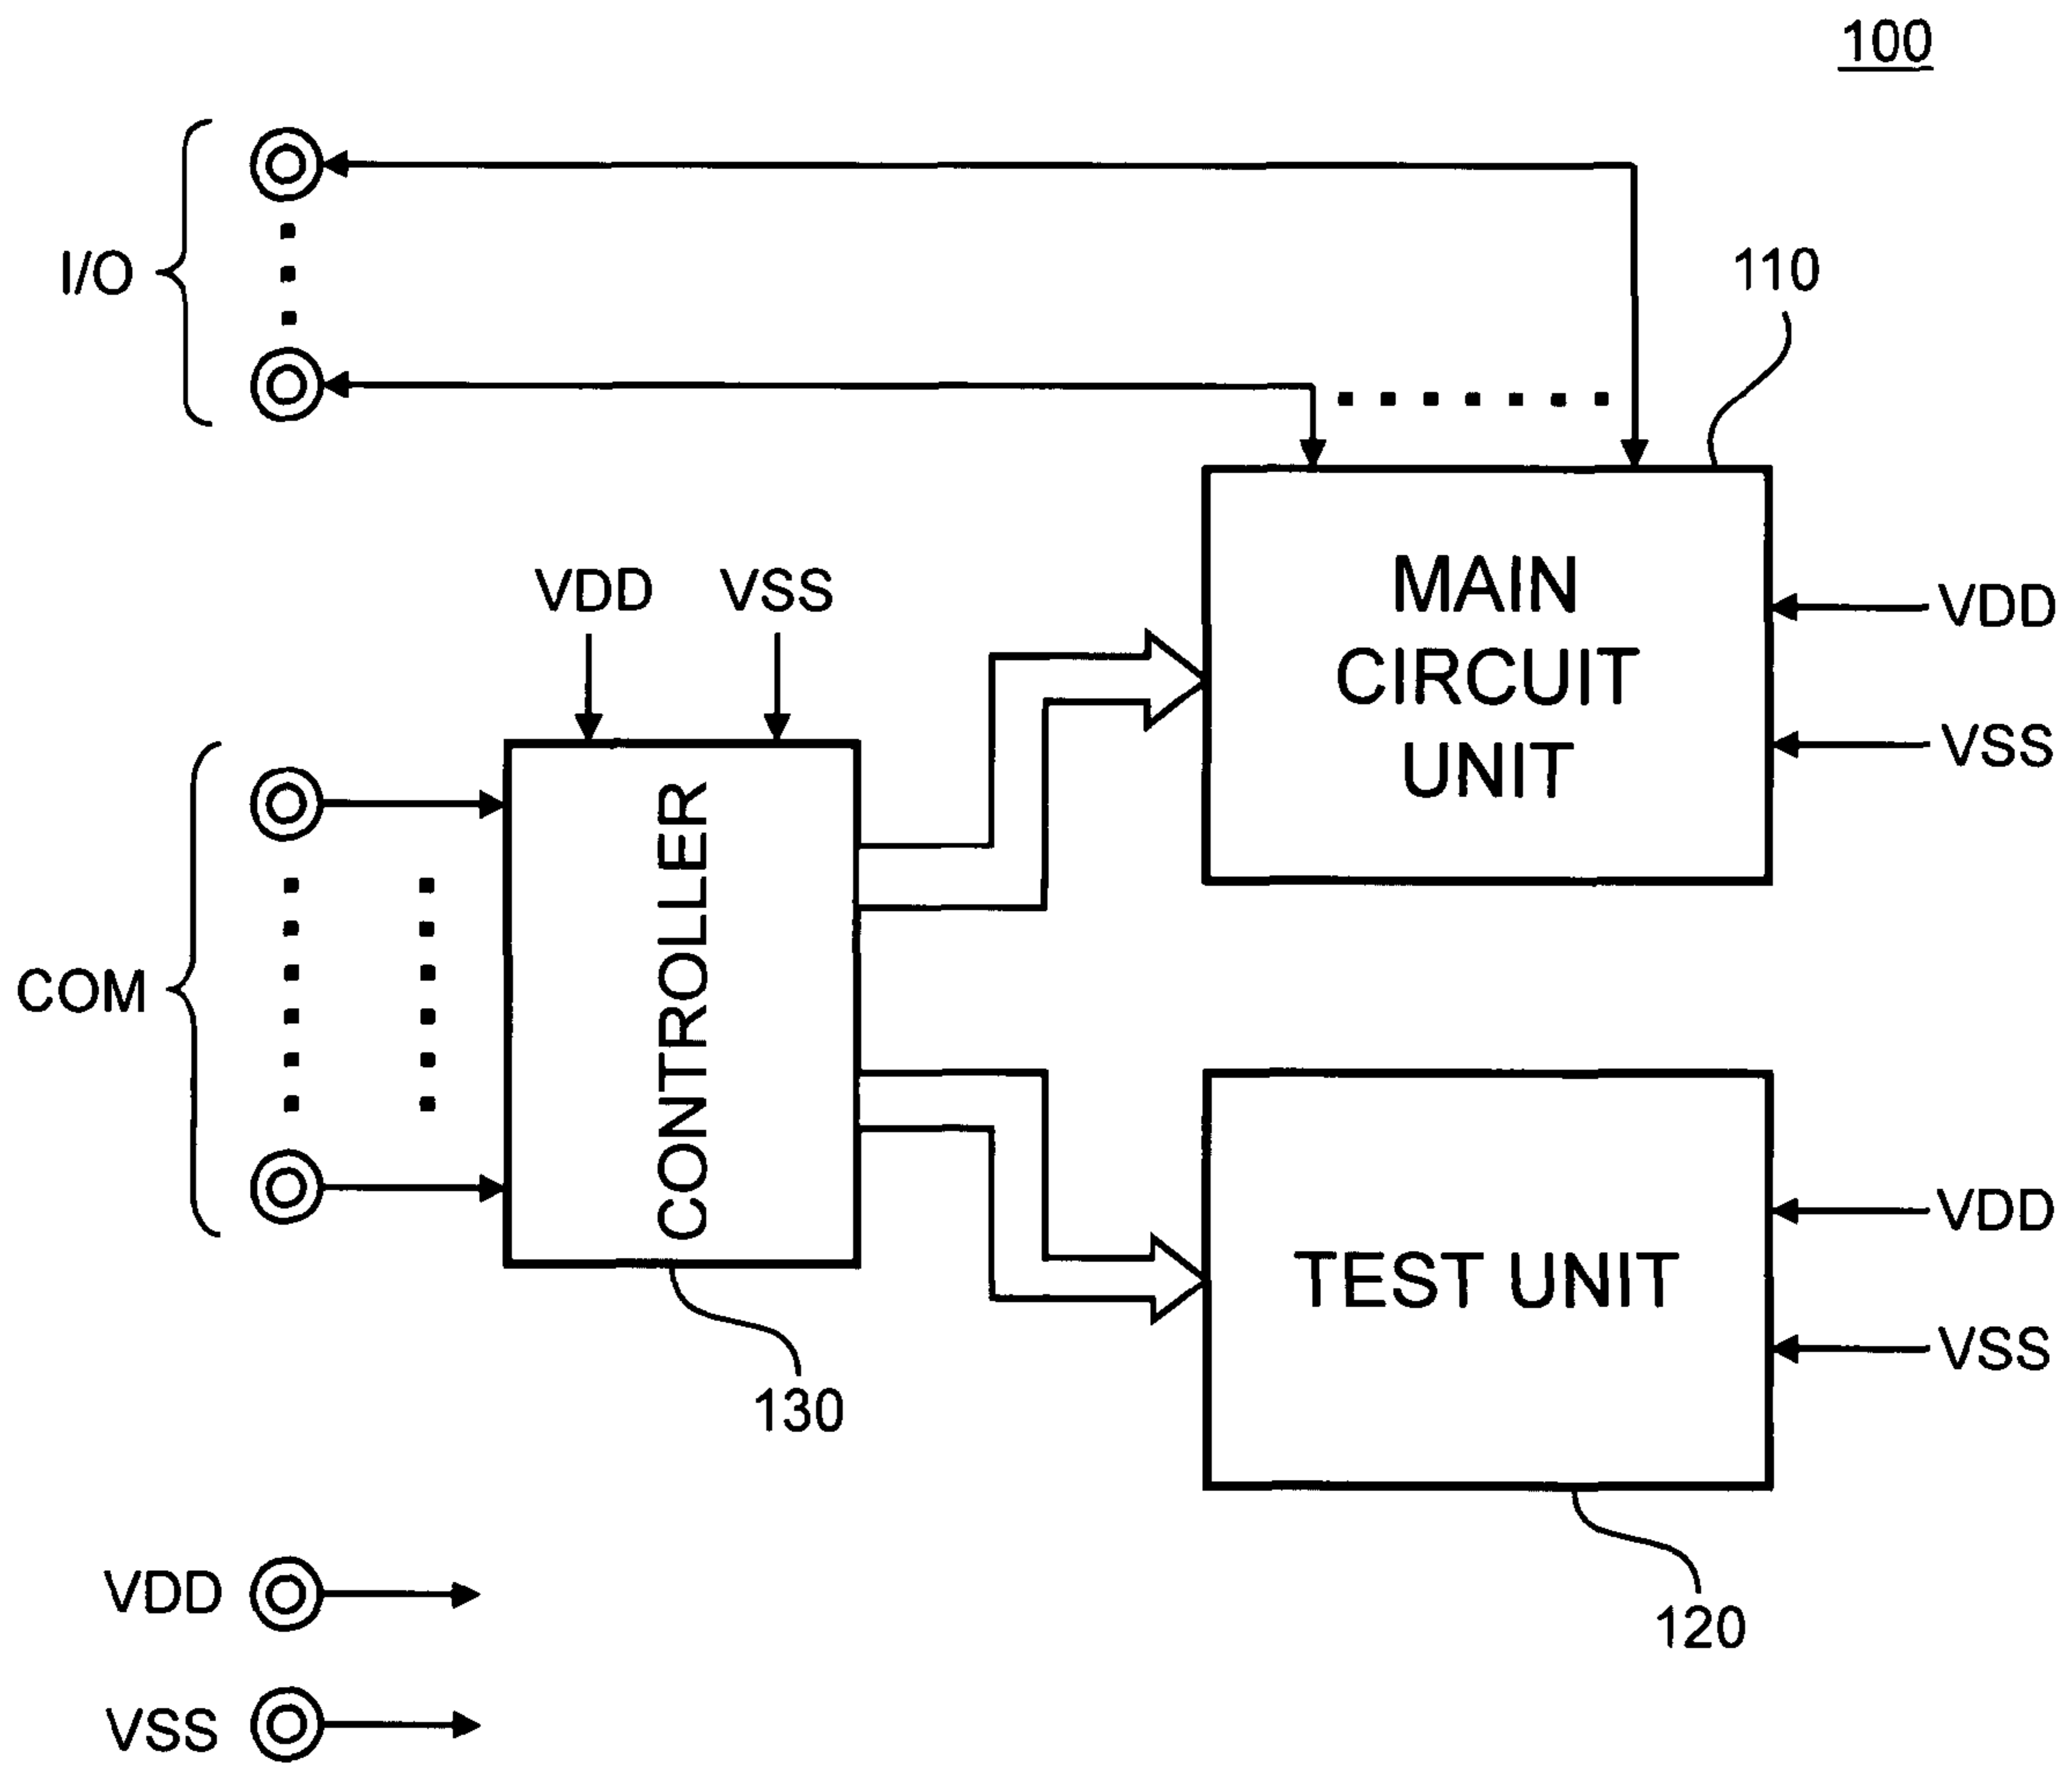 100
I/O
110
VDD VSS
MAIN
CIRCUIT
UNIT
VDD
VSS
COM
CONTROLLER
TEST UNIT
VDD
VSS
130
120
VDD
VSS